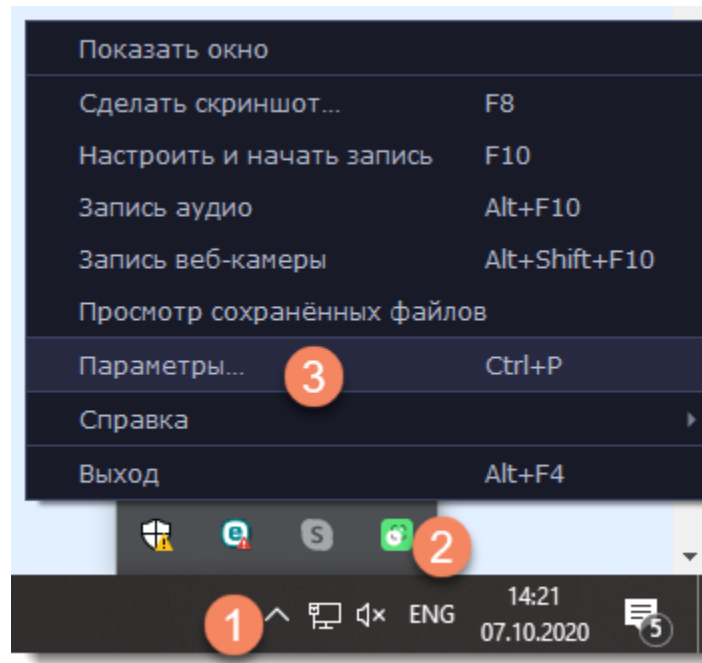 Показать окно
Сделать скриншот... F8
Настроить и начать запись F10
Запись аудио Alt+F10
Запись веб-камеры Alt+Shift+F10
Просмотр сохранённых файлов
Параметры... 3 Ctrl+P
Справка
Выход Alt+F4
e S 2
1 ENG 14:21
07.10.2020 5